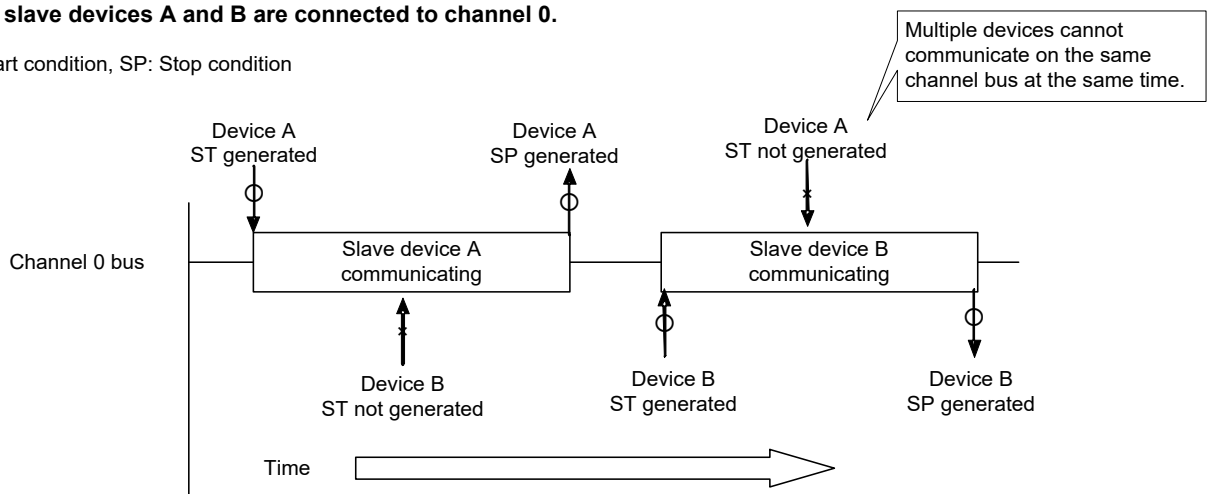 slave devices A and B are connected to channel 0.
art condition, SP: Stop condition
Multiple devices cannot
communicate on the same
channel bus at the same time.
Device A
ST generated
Device A
SP generated
Device A
ST not generated
Channel 0 bus
Slave device A
communicating
Slave device B
communicating
Device B
ST not generated
Device B
ST generated
Device B
SP generated
Time